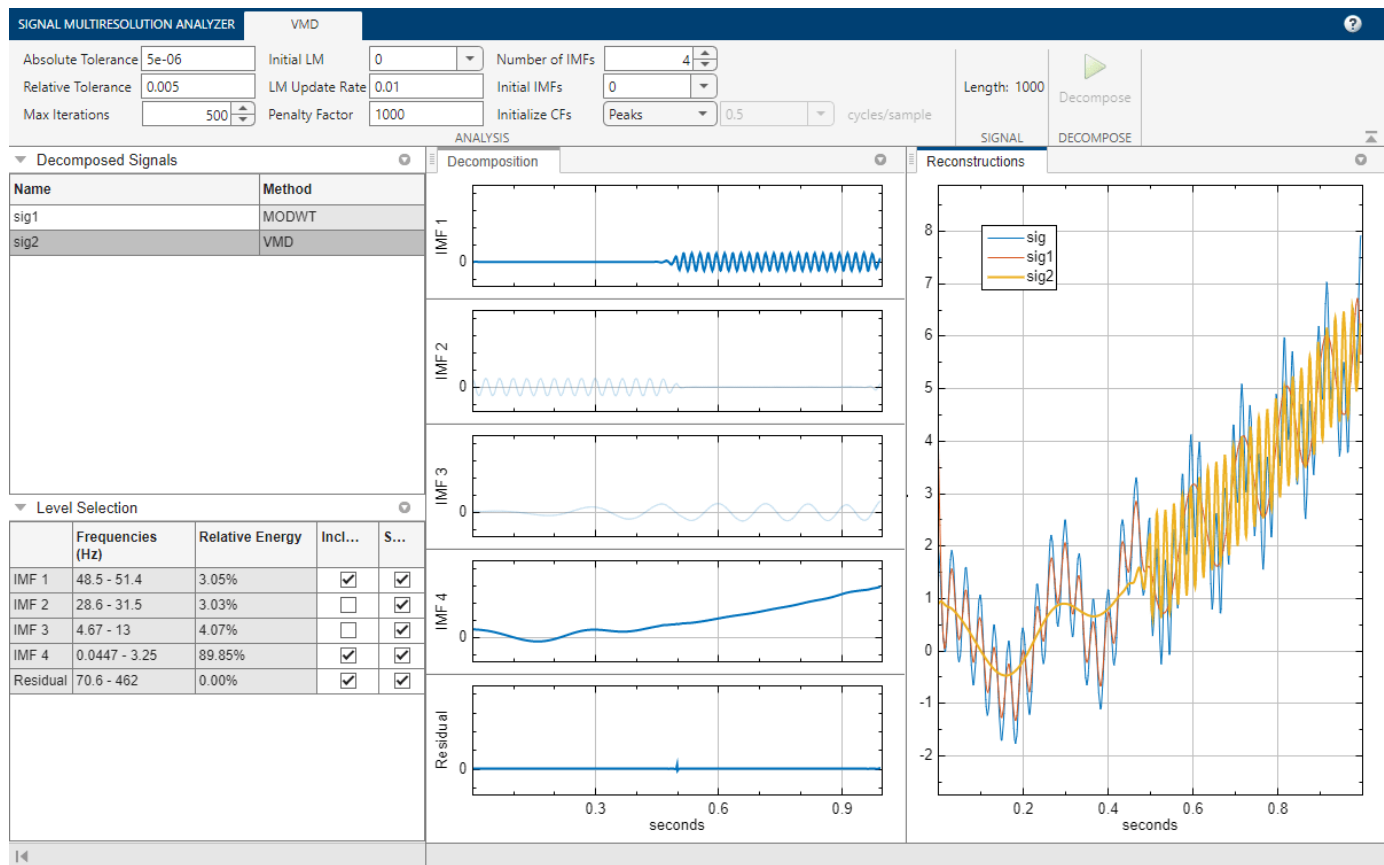 SIGNAL MULTIRESOLUTION ANALYZER VMD ?
Absolute Tolerance 5e-06 Initial LM 0 Number of IMFs 4
Relative Tolerance 0.005 LM Update Rate 0.01 Initial IMFs 0 Length: 1000 Decompose
Max Iterations 500 Penalty Factor 1000 Initialize CFs Peaks 0.5 cycles/sample
ANALYSIS SIGNAL DECOMPOSE
Decomposed Signals
Name Method
sig1 MODWT
sig2 VMD
Level Selection
Frequencies (Hz) Relative Energy Incl... S...
IMF 1 48.5 - 51.4 3.05%
IMF 2 28.6 - 31.5 3.03%
IMF 3 4.67 - 13 4.07%
IMF 4 0.0447 - 3.25 89.85%
Residual 70.6 - 462 0.00%
Decomposition
IMF 1
0
IMF 2
0
IMF 3
0
IMF 4
0
Residual
0
0.3 0.6 0.9
seconds
Reconstructions
sig
sig1
sig2
8
7
6
5
4
3
2
1
0
-1
-2
0.2 0.4 0.6 0.8
seconds